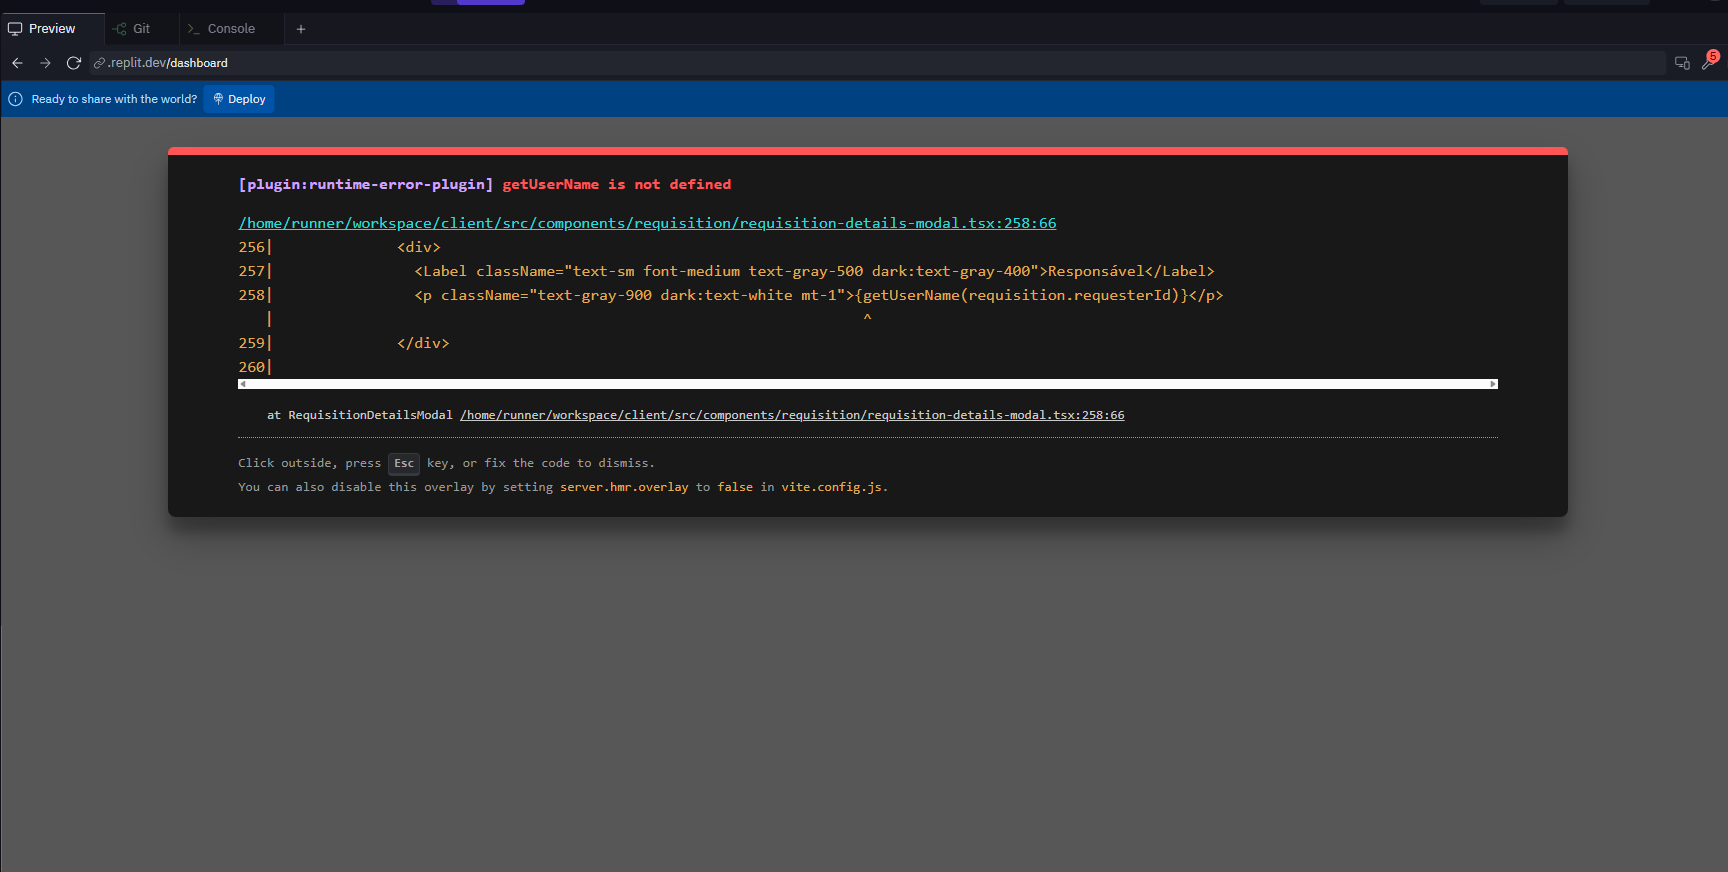 Preview
Git
Console
.replit.dev/dashboard
5
Ready to share with the world?
Deploy
[plugin:runtime-error-plugin] getUserName is not defined
/home/runner/workspace/client/src/components/requisition/requisition-details-modal.tsx:258:66
256|              <div>
257|                <Label className="text-sm font-medium text-gray-500 dark:text-gray-400">Responsável</Label>
258|                <p className="text-gray-900 dark:text-white mt-1">{getUserName(requisition.requesterId)}</p>
|                                                                  ^
259|              </div>
260|
at RequisitionDetailsModal /home/runner/workspace/client/src/components/requisition/requisition-details-modal.tsx:258:66
Click outside, press Esc key, or fix the code to dismiss.
You can also disable this overlay by setting server.hmr.overlay to false in vite.config.js.